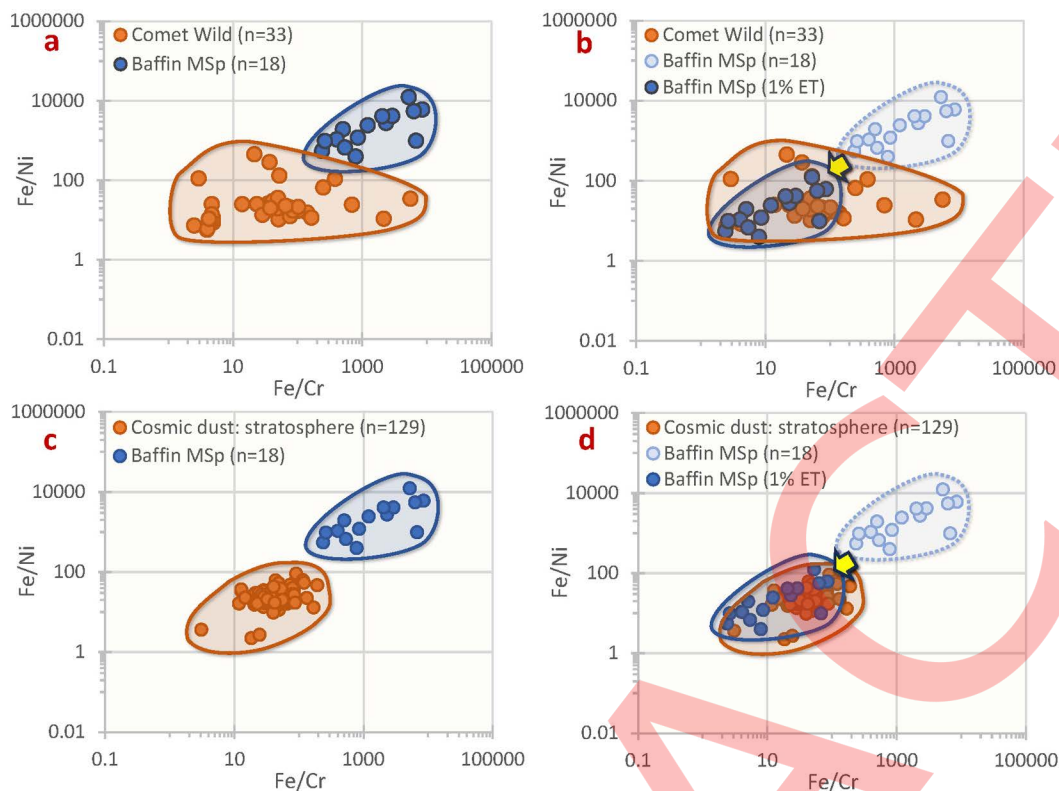 a
Comet Wild (n=33)
Baffin MSp (n=18)
1000000
10000
100
1
0.01
Fe/Ni
0.1
10
1000
100000
Fe/Cr
b
Comet Wild (n=33)
Baffin MSp (n=18)
Baffin MSp (1% ET)
1000000
10000
100
1
0.01
Fe/Ni
0.1
10
1000
100000
Fe/Cr
c
Cosmic dust: stratosphere (n=129)
Baffin MSp (n=18)
1000000
10000
100
1
0.01
Fe/Ni
0.1
10
1000
100000
Fe/Cr
d
Cosmic dust: stratosphere (n=129)
Baffin MSp (n=18)
Baffin MSp (1% ET)
1000000
10000
100
1
0.01
Fe/Ni
0.1
10
1000
100000
Fe/Cr